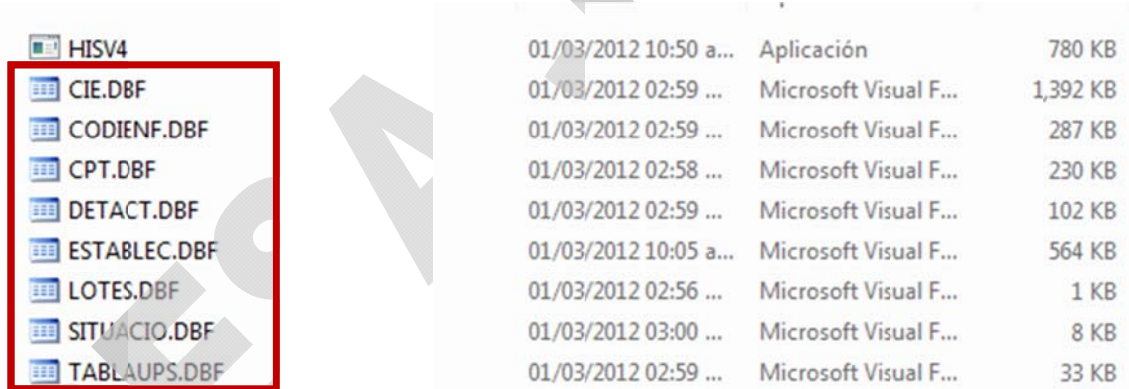 HISV4 01/03/2012 10:50 a... Aplicación 780 KB
CIE.DBF 01/03/2012 02:59 ... Microsoft Visual F... 1,392 KB
CODIENF.DBF 01/03/2012 02:59 ... Microsoft Visual F... 287 KB
CPT.DBF 01/03/2012 02:58 ... Microsoft Visual F... 230 KB
DETACT.DBF 01/03/2012 02:59 ... Microsoft Visual F... 102 KB
ESTABLEC.DBF 01/03/2012 10:05 a... Microsoft Visual F... 564 KB
LOTES.DBF 01/03/2012 02:56 ... Microsoft Visual F... 1 KB
SITUACIO.DBF 01/03/2012 03:00 ... Microsoft Visual F... 8 KB
TABLAUPS.DBF 01/03/2012 02:59 ... Microsoft Visual F... 33 KB